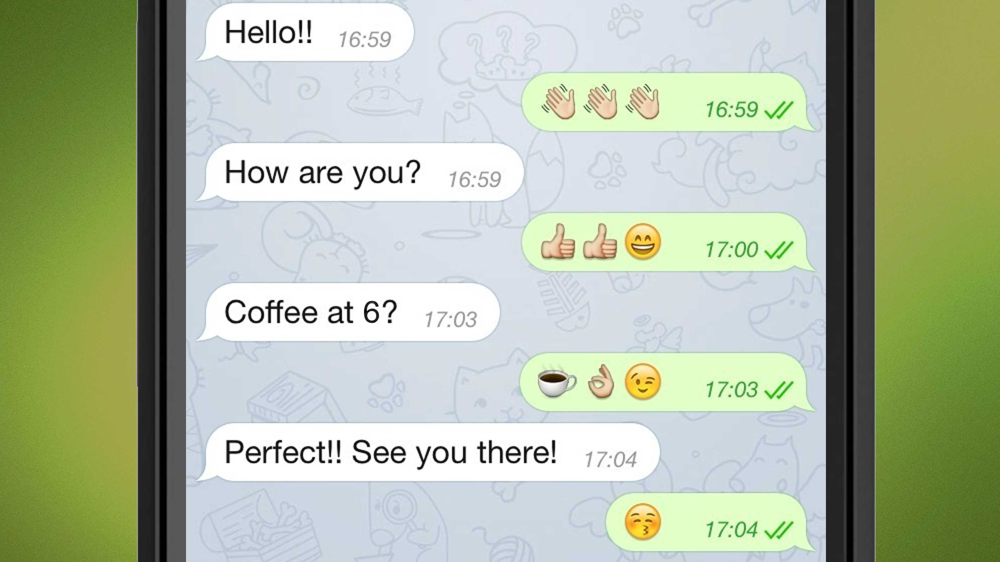 Hello!! 16:59
👋👋👋 16:59
How are you? 16:59
👍👍😄 17:00
Coffee at 6? 17:03
☕👌😉 17:03
Perfect!! See you there! 17:04
😚 17:04